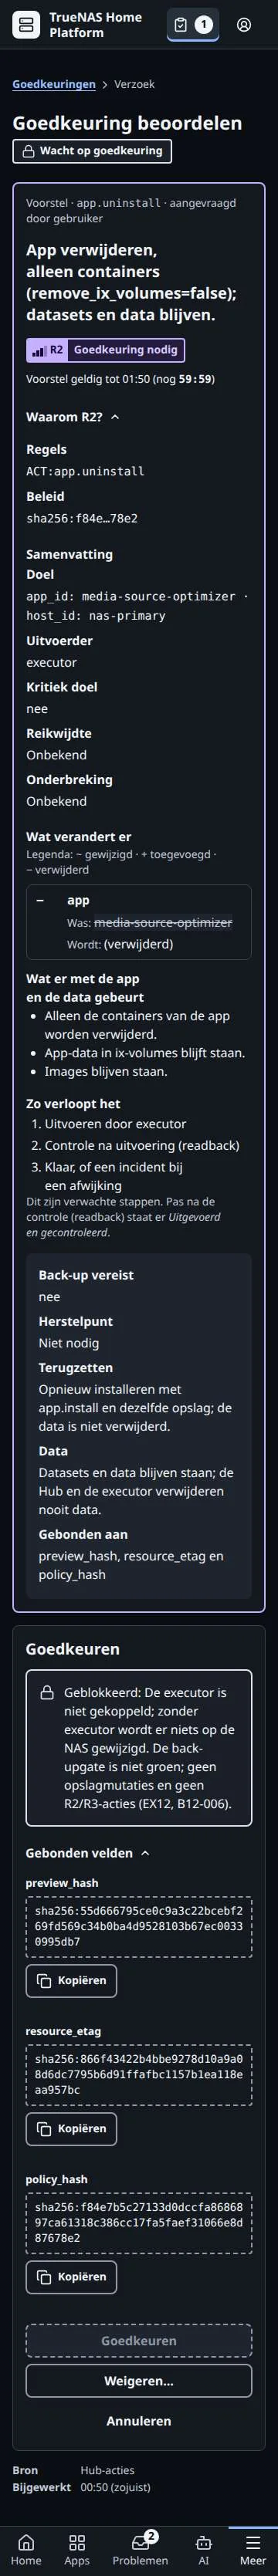 TrueNAS Home
Platform
1
Goedkeuringen > Verzoek
Goedkeuring beoordelen
Wacht op goedkeuring
Voorstel · app.uninstall · aangevraagd
door gebruiker
App verwijderen,
alleen containers
(remove_ix_volumes=false);
datasets en data blijven.
R2 Goedkeuring nodig
Voorstel geldig tot 01:50 (nog 59:59)
Waarom R2?
Regels
ACT:app.uninstall
Beleid
sha256:f84e…78e2
Samenvatting
Doel
app_id: media-source-optimizer ·
host_id: nas-primary
Uitvoerder
executor
Kritiek doel
nee
Reikwijdte
Onbekend
Onderbreking
Onbekend
Wat verandert er
Legenda: ~ gewijzigd · + toegevoegd ·
− verwijderd
− app
Was: media-source-optimizer
Wordt: (verwijderd)
Wat er met de app
en de data gebeurt
• Alleen de containers van de app
worden verwijderd.
• App-data in ix-volumes blijft staan.
• Images blijven staan.
Zo verloopt het
1. Uitvoeren door executor
2. Controle na uitvoering (readback)
3. Klaar, of een incident bij
een afwijking
Dit zijn verwachte stappen. Pas na de
controle (readback) staat er Uitgevoerd
en gecontroleerd.
Back-up vereist
nee
Herstelpunt
Niet nodig
Terugzetten
Opnieuw installeren met
app.install en dezelfde opslag; de
data is niet verwijderd.
Data
Datasets en data blijven staan; de
Hub en de executor verwijderen
nooit data.
Gebonden aan
preview_hash, resource_etag en
policy_hash
Goedkeuren
Geblokkeerd: De executor is
niet gekoppeld; zonder
executor wordt er niets op de
NAS gewijzigd. De back-
upgate is niet groen; geen
opslagmutaties en geen
R2/R3-acties (EX12, B12-006).
Gebonden velden
preview_hash
sha256:55d666795ce0c9a3c22bcebf2
69fd569c34b0ba4d9528103b67ec0033
0995db7
Kopiëren
resource_etag
sha256:866f43422b4bbe9278d10a9a0
8d6dc7795b6d91ffafbc1157b1ea118e
aa957bc
Kopiëren
policy_hash
sha256:f84e7b5c27133d0dccfa86868
97ca61318c386cc17fa5faef31066e8d
87678e2
Kopiëren
Goedkeuren
Weigeren...
Annuleren
Bron Hub-acties
Bijgewerkt 00:50 (zojuist)
2
Home Apps Problemen AI Meer